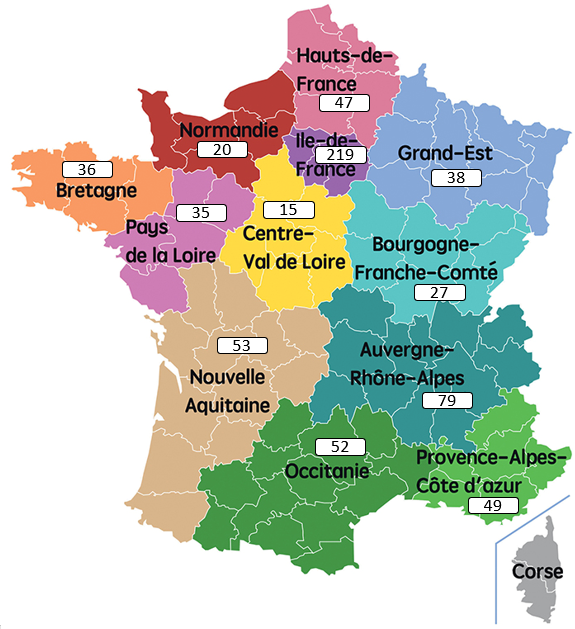 Hauts-de-
France
47
Normandie
20
Ile-de-
219
France
Grand-Est
38
36
Bretagne
35
Pays
de la Loire
15
Centre-
Val de Loire
Bourgogne-
Franche-Comté
27
53
Nouvelle
Aquitaine
Auvergne-
Rhône-Alpes
79
52
Occitanie
Provence-Alpes-
Côte d'azur
49
Corse